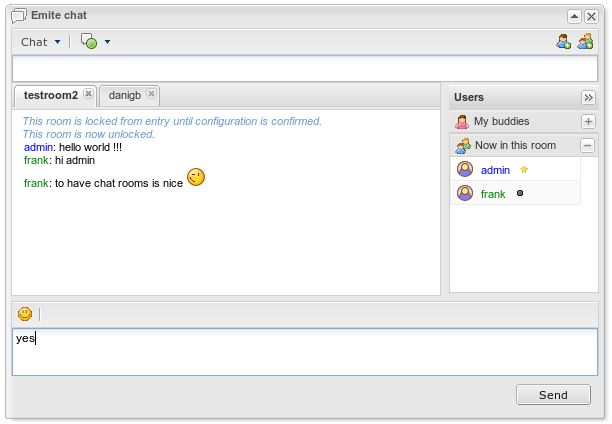 Emite chat
Chat
testroom2
danigb
This room is locked from entry until configuration is confirmed.
This room is now unlocked.
admin: hello world !!!
frank: hi admin
frank: to have chat rooms is nice
Users
My buddies
Now in this room
admin
frank
yes
Send